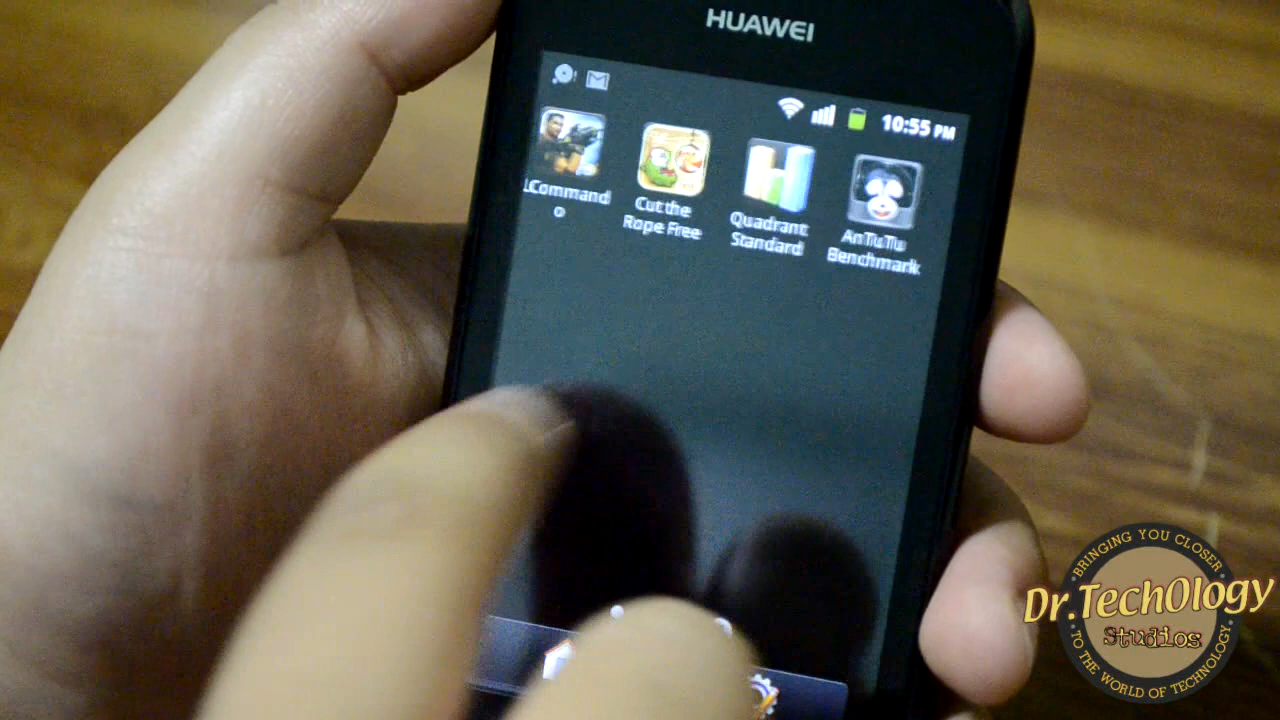 HUAWEI
10:55 PM
Command
o
Cut the
Rope Free
Quadrant
Standard
AnTuTu
Benchmark
BRINGING YOU CLOSER
Dr.TechOlogy
Studios
TO THE WORLD OF TECHNOLOGY